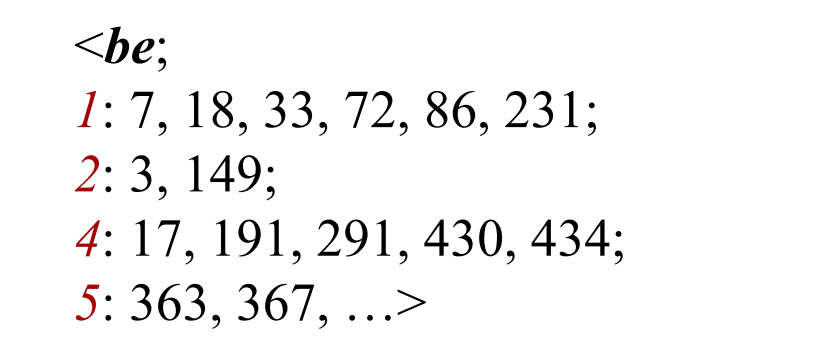 <be;
1: 7, 18, 33, 72, 86, 231;
2: 3, 149;
4: 17, 191, 291, 430, 434;
5: 363, 367, …>